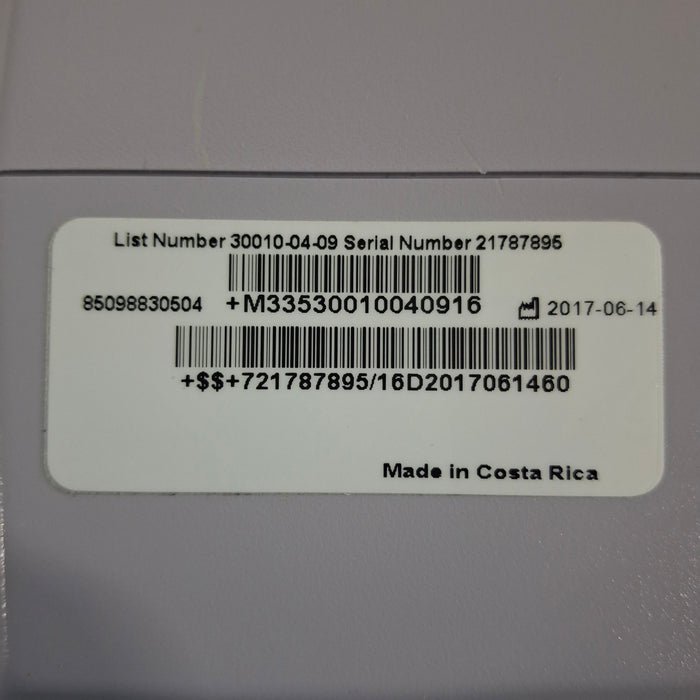 List Number 30010-04-09 Serial Number 21787895
85098830504 +M33530010040916 2017-06-14
+$$+721787895/16D2017061460
Made in Costa Rica